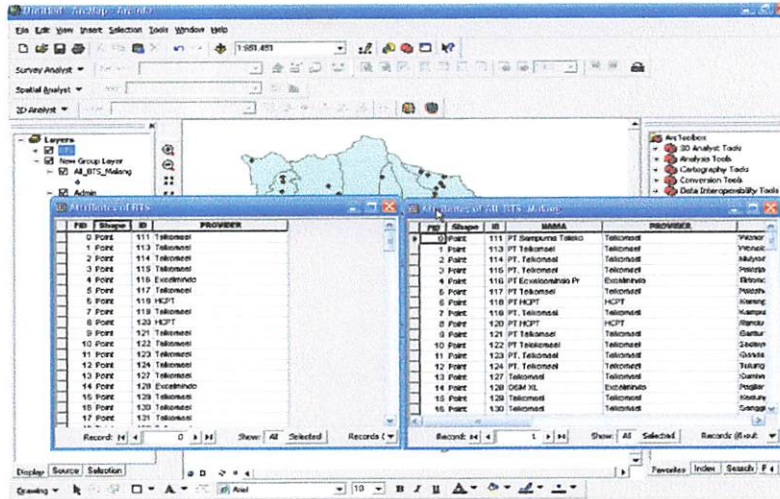 Untitled - ArcMap - ArcInfo
File Edit View Insert Selection Tools Window Help
Survey Analyst
Spatial Analyst
3D Analyst
Layers
BTS
New Group Layer
All_BTS_Malang
Admin
ArcToolbox
3D Analyst Tools
Analysis Tools
Cartography Tools
Conversion Tools
Data Interoperability Tools
Attributes of BTS
FID Shape ID PROVIDER
0 Point 111 Telkomsel
1 Point 113 Telkomsel
2 Point 114 Telkomsel
3 Point 115 Telkomsel
4 Point 116 Excelmindo
5 Point 117 Telkomsel
6 Point 118 HCPT
7 Point 119 Telkomsel
8 Point 120 HCPT
9 Point 121 Telkomsel
10 Point 122 Telkomsel
11 Point 123 Telkomsel
12 Point 124 Telkomsel
13 Point 127 Telkomsel
14 Point 128 Excelmindo
15 Point 129 Telkomsel
16 Point 130 Telkomsel
17 Point 131 Telkomsel
Record: 0 Show: All Selected Records (
Attributes of All_BTS_Malang
FID Shape ID NAMA PROVIDER
0 Point 111 PT Sampurna Teleko Telkomsel
1 Point 113 PT Telkomsel Telkomsel
2 Point 114 PT. Telkomsel Telkomsel
3 Point 115 PT. Telkomsel Telkomsel
4 Point 116 PT Pr Excelmindo
5 Point 117 PT Telkomsel Telkomsel
6 Point 118 PT HCPT HCPT
7 Point 119 PT. Telkomsel Telkomsel
8 Point 120 PT HCPT HCPT
9 Point 121 PT Telkomsel Telkomsel
10 Point 122 PT Telekomsel Telkomsel
11 Point 123 PT. Telkomsel Telkomsel
12 Point 124 PT. Telkomsel Telkomsel
13 Point 127 Telkomsel Telkomsel
14 Point 128 GSM XL Excelmindo
15 Point 129 Telkomsel Telkomsel
16 Point 130 Telkomsel Telkomsel
Record: 1 Show: All Selected Records (
Display Source Selection
Favorites Index Search
Drawing Arial 10 B I U A